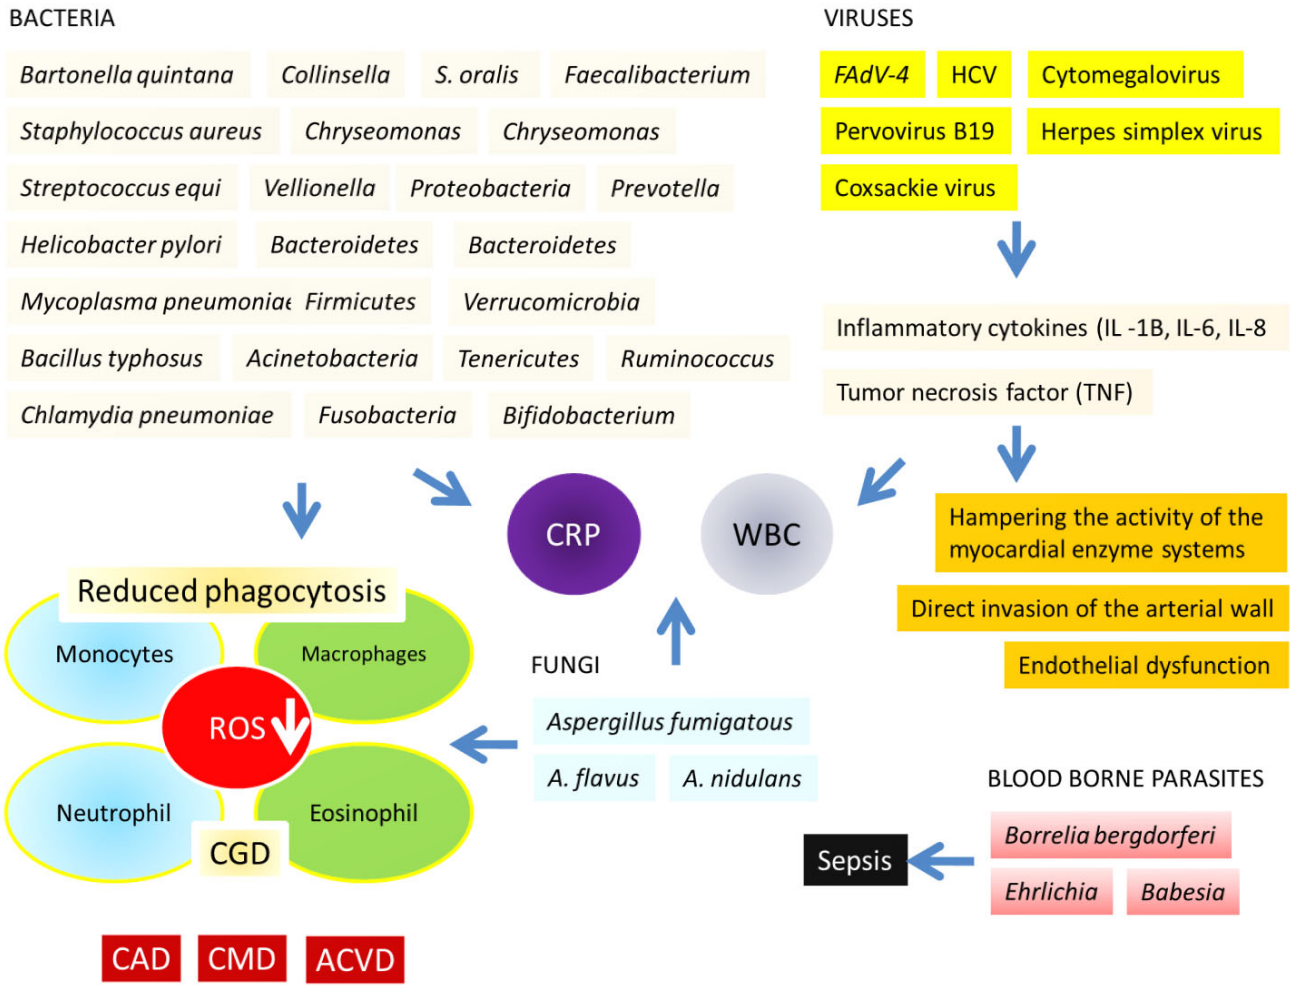 BACTERIA
Bartonella quintana
Collinsella
S. oralis
Faecalibacterium
Staphylococcus aureus
Chryseomonas
Chryseomonas
Streptococcus equi
Vellionella
Proteobacteria
Prevotella
Helicobacter pylori
Bacteroidetes
Bacteroidetes
Mycoplasma pneumoniae
Firmicutes
Verrucomicrobia
Bacillus typhosus
Acinetobacteria
Tenericutes
Ruminococcus
Chlamydia pneumoniae
Fusobacteria
Bifidobacterium
VIRUSES
FAdV-4
HCV
Cytomegalovirus
Pervovirus B19
Herpes simplex virus
Coxsackie virus
Inflammatory cytokines (IL -1B, IL-6, IL-8
Tumor necrosis factor (TNF)
CRP
WBC
Hampering the activity of the
myocardial enzyme systems
Direct invasion of the arterial wall
Endothelial dysfunction
Reduced phagocytosis
Monocytes
Macrophages
ROS
Neutrophil
Eosinophil
CGD
FUNGI
Aspergillus fumigatous
A. flavus
A. nidulans
BLOOD BORNE PARASITES
Borrelia bergdorferi
Ehrlichia
Babesia
Sepsis
CAD
CMD
ACVD